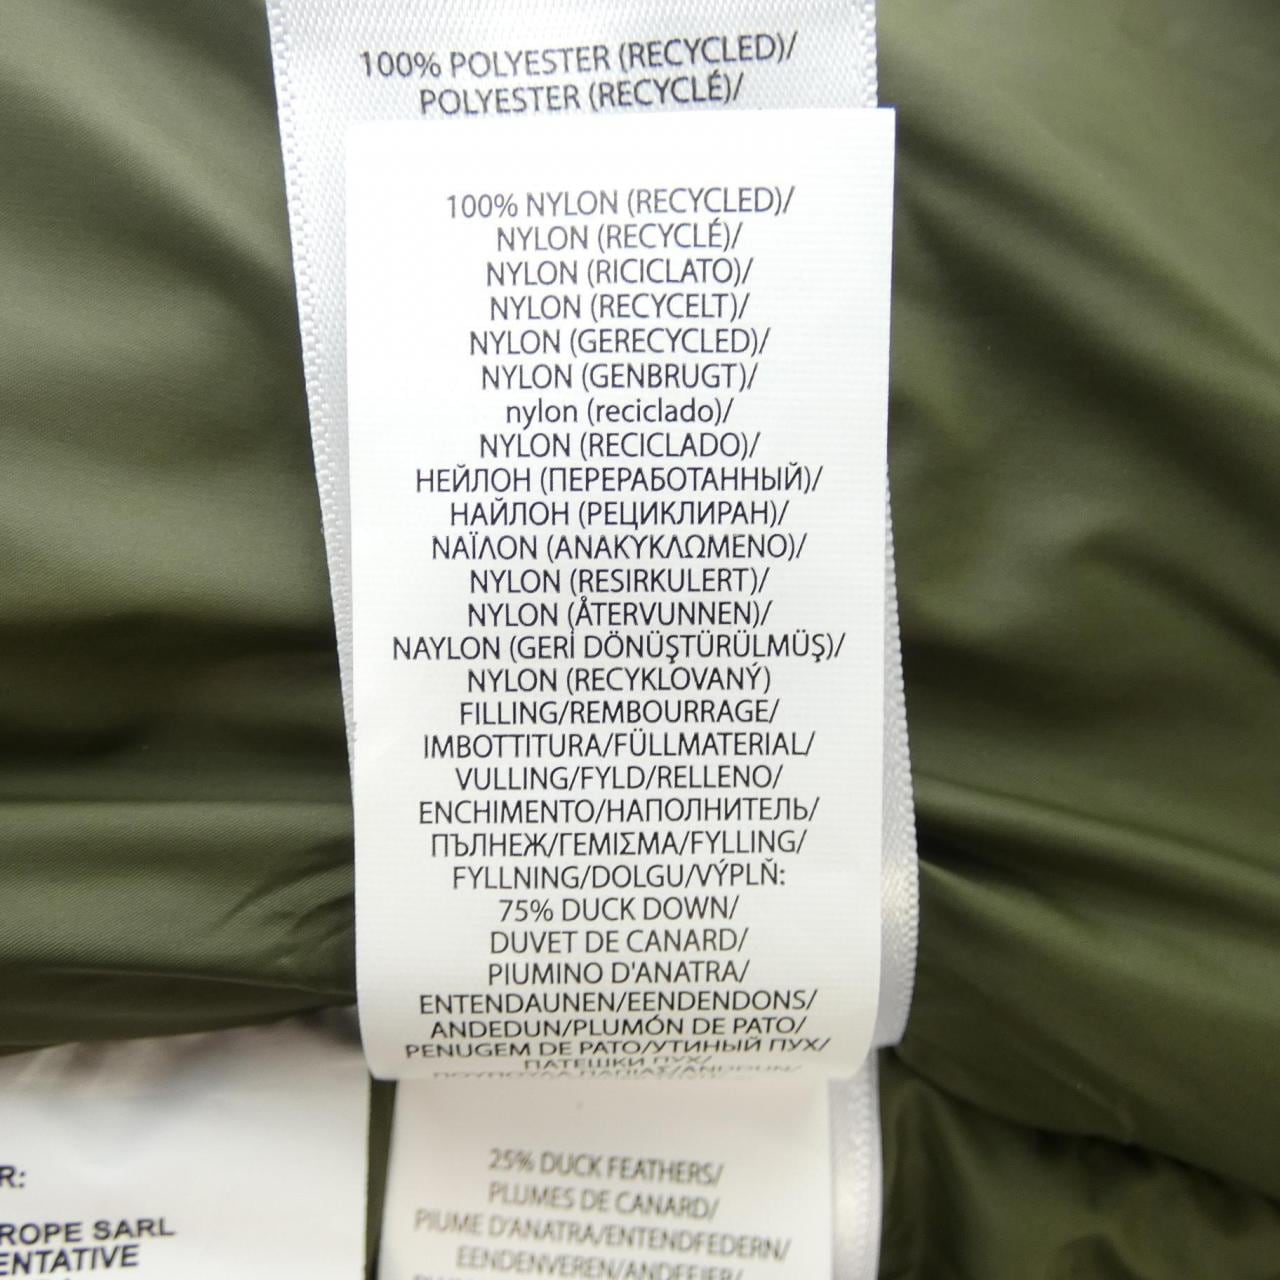 100% POLYESTER (RECYCLED)/
POLYESTER (RECYCLÉ)/
100% NYLON (RECYCLED)/
NYLON (RECYCLÉ)/
NYLON (RICICLATO)/
NYLON (RECYCELT)/
NYLON (GERECYCLED)/
NYLON (GENBRUGT)/
nylon (reciclado)/
NYLON (RECICLADO)/
НЕЙЛОН (ПЕРЕРАБОТАННЫЙ)/
НАЙЛОН (РЕЦИКЛИРАН)/
ΝΑΪΛΟΝ (ΑΝΑΚΥΚΛΩΜΕΝΟ)/
NYLON (RESIRKULERT)/
NYLON (ÅTERVUNNEN)/
NAYLON (GERİ DÖNÜŞTÜRÜLMÜŞ)/
NYLON (RECYKLOVANÝ)
FILLING/REMBOURRAGE/
IMBOTTITURA/FÜLLMATERIAL/
VULLING/FYLD/RELLENO/
ENCHIMENTO/НАПОЛНИТЕЛЬ/
ПЪЛНЕЖ/ΓΕΜΙΣΜΑ/FYLLING/
FYLLNING/DOLGU/VÝPLŇ:
75% DUCK DOWN/
DUVET DE CANARD/
PIUMINO D'ANATRA/
ENTENDAUNEN/EENDENDONS/
ANDEDUN/PLUMÓN DE PATO/
PENUGEM DE PATO/УТИНЫЙ ПУХ/
ПАТЕШКИ ПУХ/
25% DUCK FEATHERS/
PLUMES DE CANARD/
PIUME D'ANATRA/ENTENDFEDERN/
EENDENVEREN/ANDEFJER/
R:
ROPE SARL
ENTATIVE